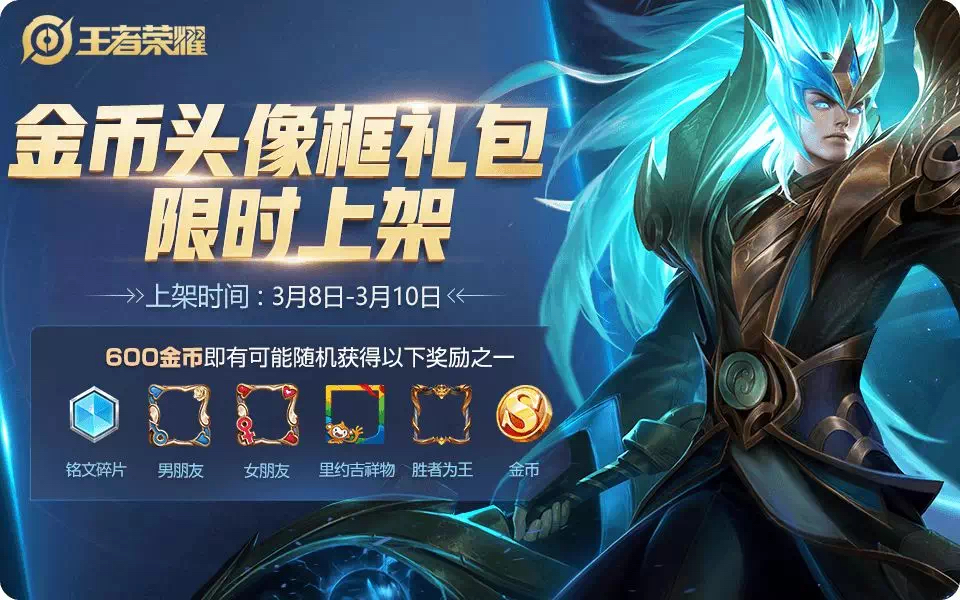 王者荣耀
金币头像框礼包
限时上架
上架时间：3月8日-3月10日
600金币即有可能随机获得以下奖励之一
铭文碎片 男朋友 女朋友 里约吉祥物 胜者为王 金币